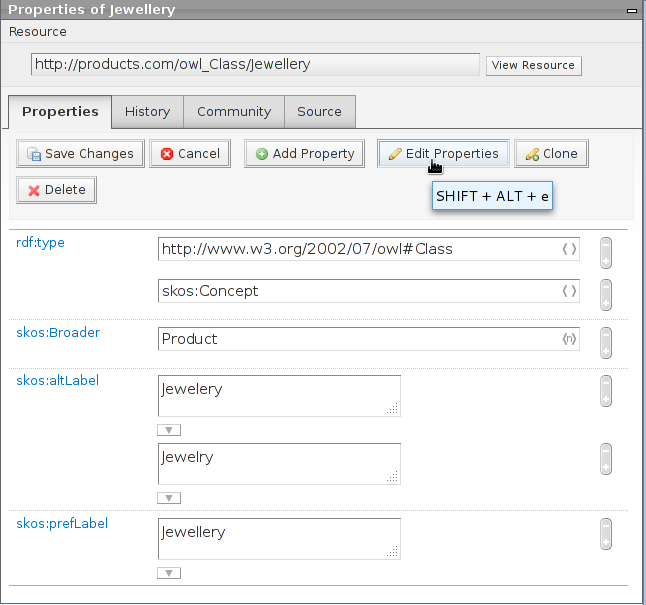 Properties of Jewellery
Resource
http://products.com/owl_Class/Jewellery
View Resource
Properties History Community Source
Save Changes Cancel Add Property Edit Properties Clone
Delete
SHIFT + ALT + e
rdf:type
http://www.w3.org/2002/07/owl#Class
skos:Concept
skos:Broader
Product
(n)
skos:altLabel
Jewelery
Jewelry
skos:prefLabel
Jewellery